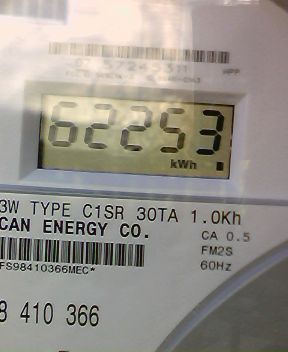 HPP
62253
kWh
3W TYPE C1SR 30TA 1.0Kh
CAN ENERGY CO.
CA 0.5
FM2S
60Hz
FS98410366MEC*
8 410 366